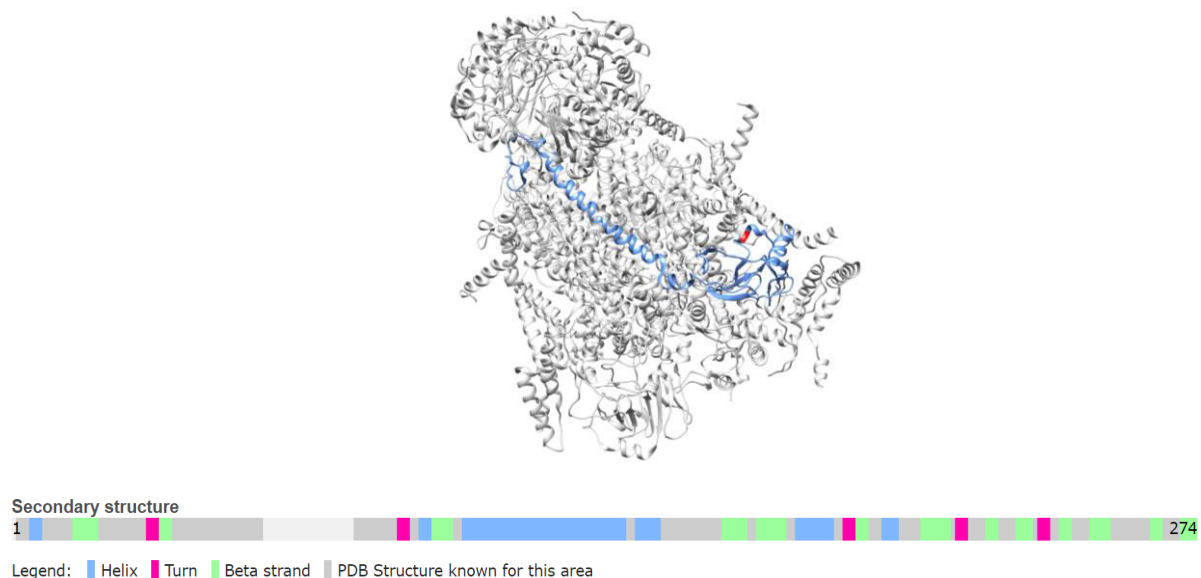 Secondary structure
1 274
Legend: Helix Turn Beta strand PDB Structure known for this area